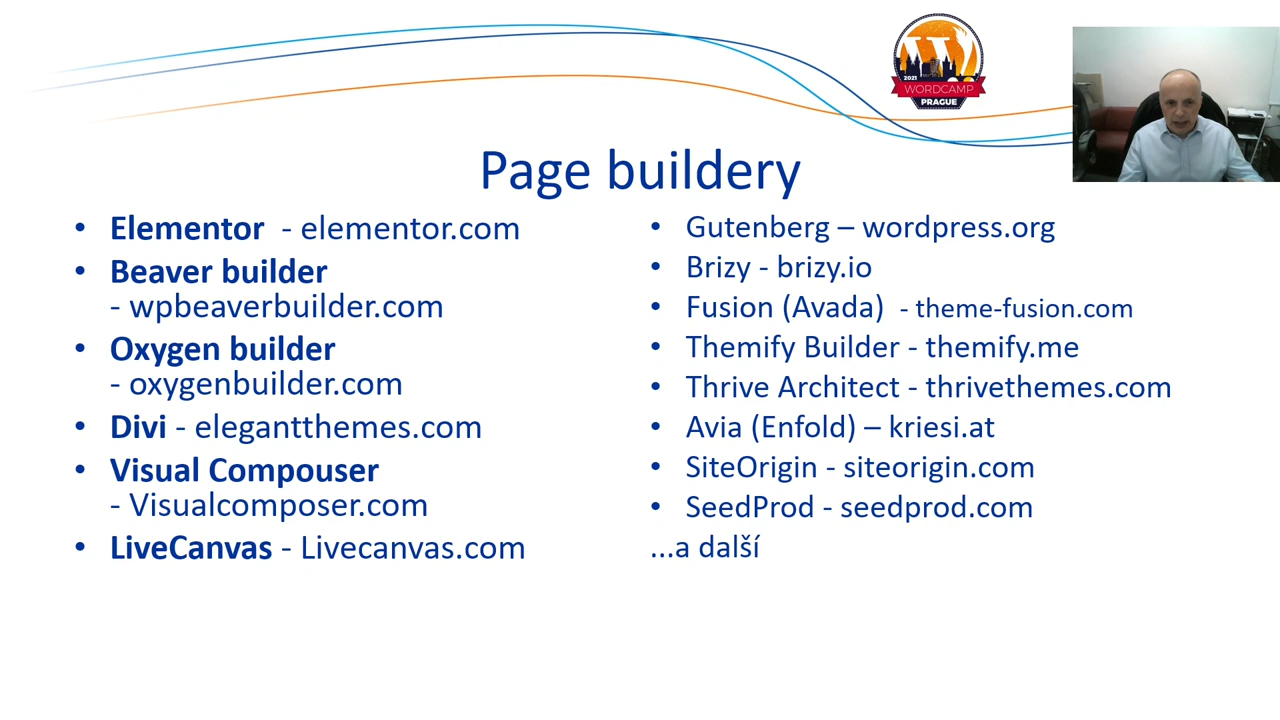 2021
WORDCAMP
PRAGUE
Page buildery
• Elementor - elementor.com
• Beaver builder
- wpbeaverbuilder.com
• Oxygen builder
- oxygenbuilder.com
• Divi - elegantthemes.com
• Visual Compouser
- Visualcomposer.com
• LiveCanvas - Livecanvas.com
• Gutenberg – wordpress.org
• Brizy - brizy.io
• Fusion (Avada) - theme-fusion.com
• Themify Builder - themify.me
• Thrive Architect - thrivethemes.com
• Avia (Enfold) – kriesi.at
• SiteOrigin - siteorigin.com
• SeedProd - seedprod.com
...a další